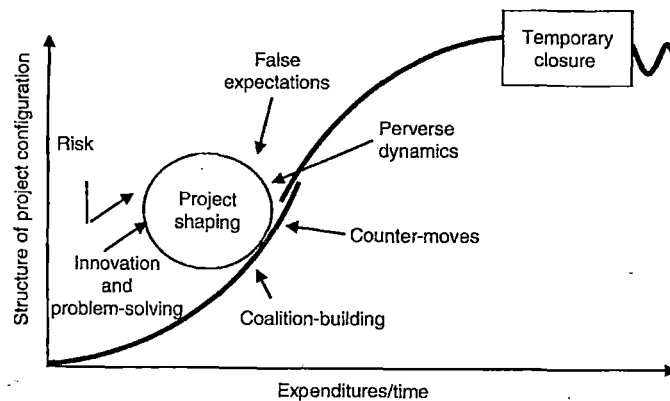 Temporary
closure
False
expectations
Risk
Perverse
dynamics
Project
shaping
Counter-moves
Innovation
and
problem-solving
Coalition-building
Structure of project configuration
Expenditures/time